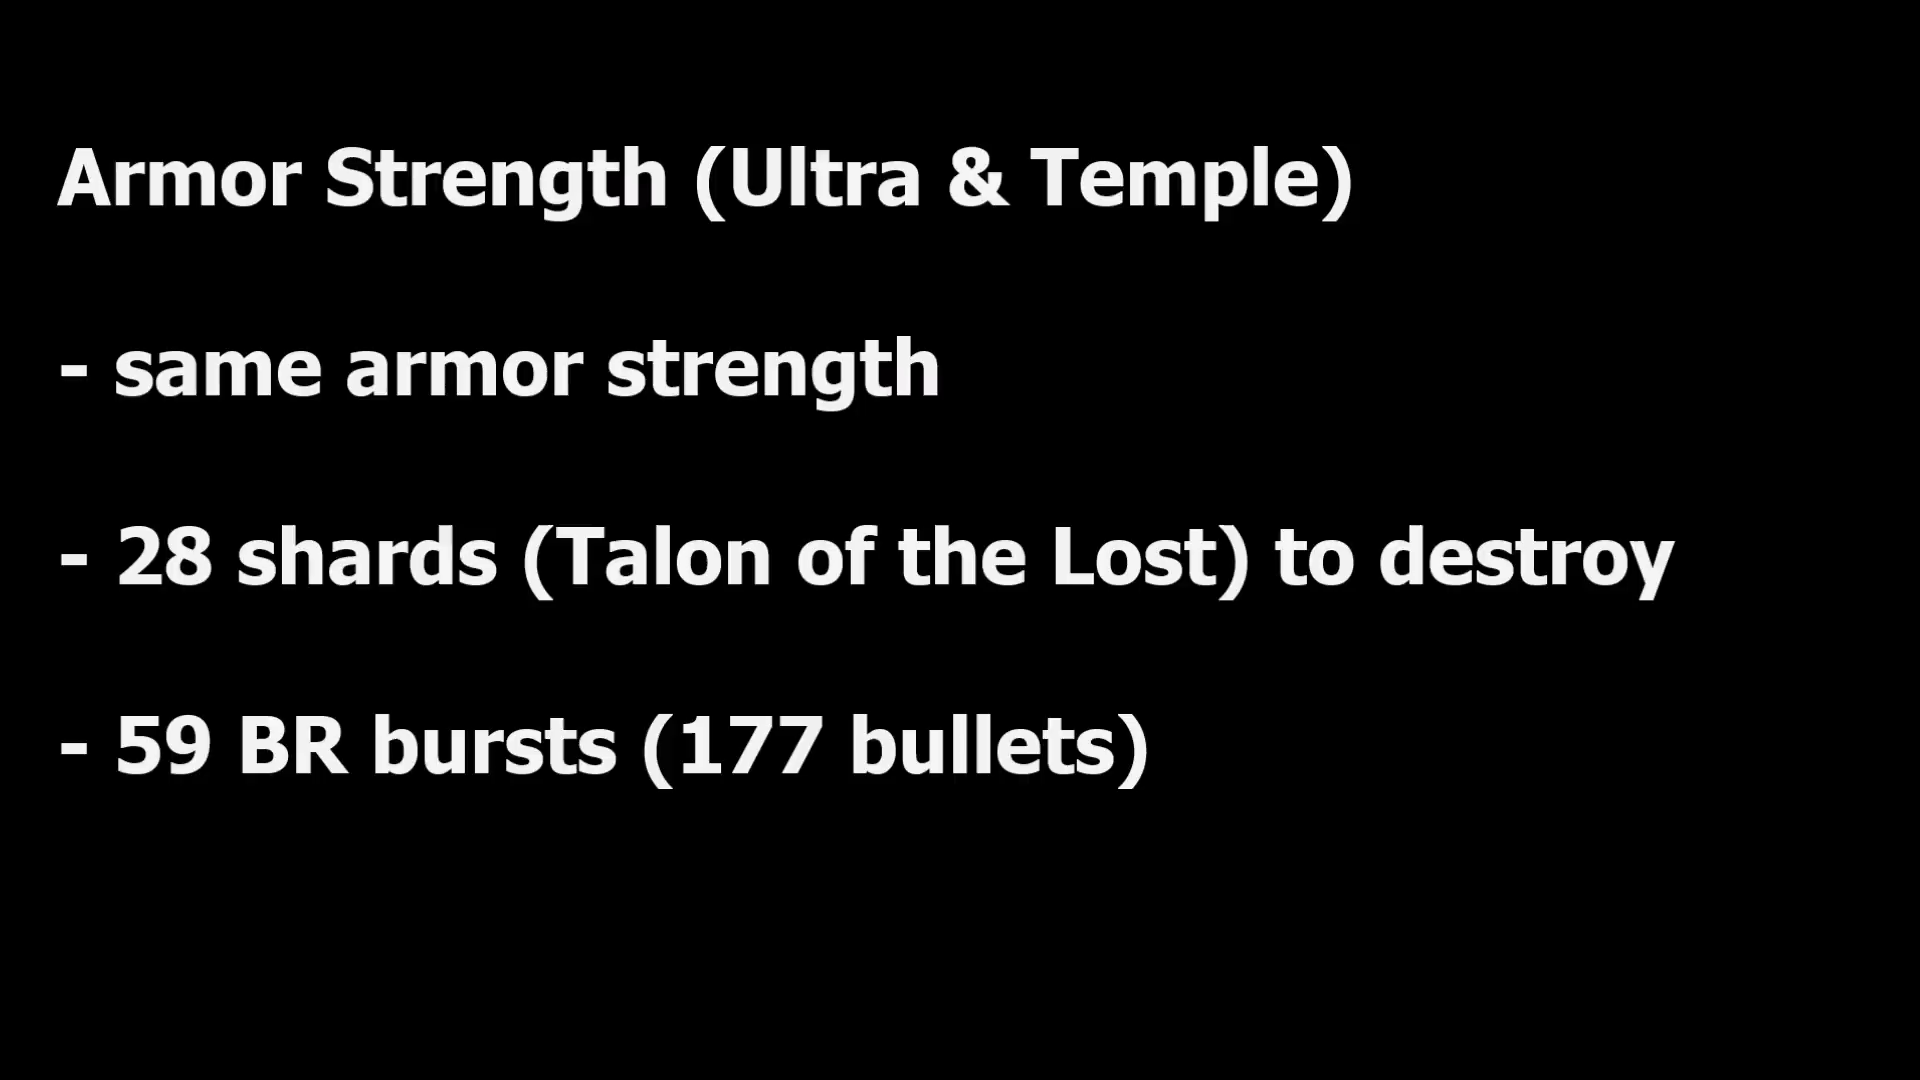 Armor Strength (Ultra & Temple)
- same armor strength
- 28 shards (Talon of the Lost) to destroy
- 59 BR bursts (177 bullets)